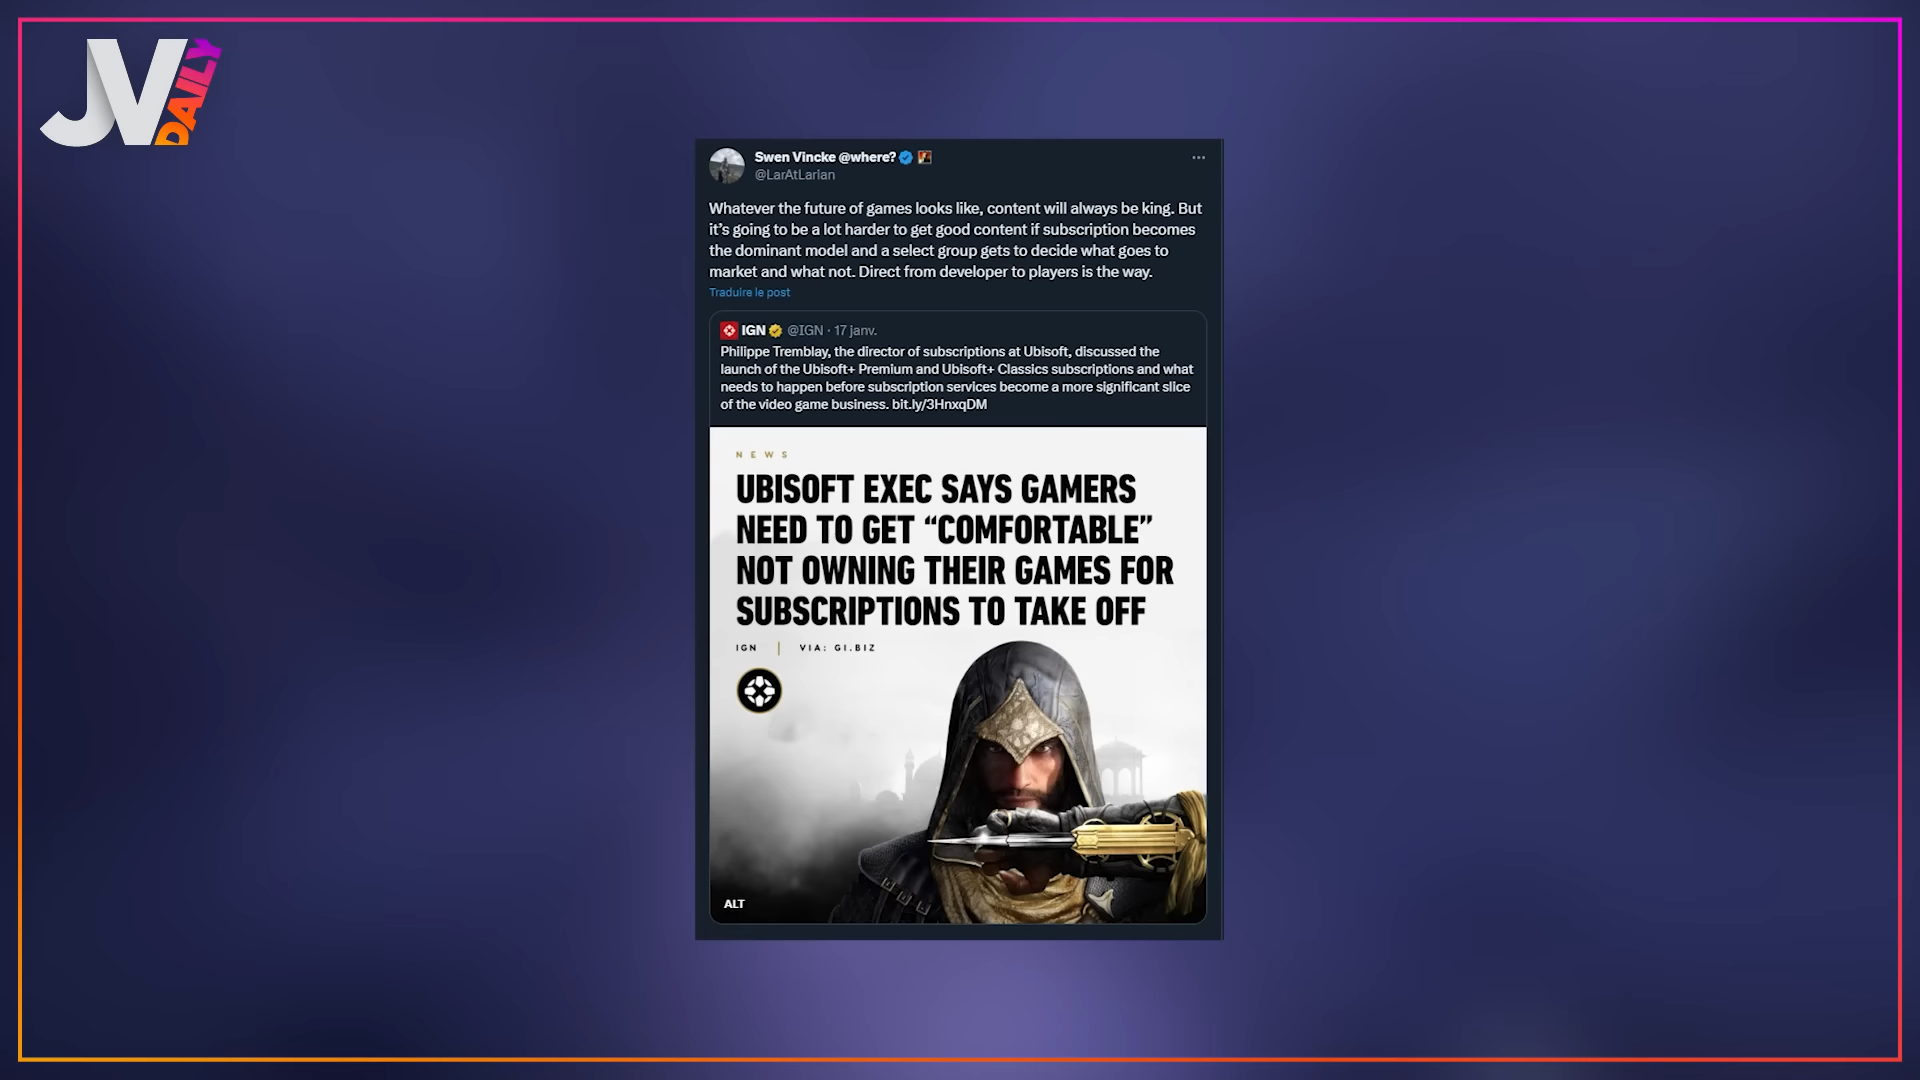 JV
DAILY
Swen Vincke @where?
@LarAtLarian
Whatever the future of games looks like, content will always be king. But
it’s going to be a lot harder to get good content if subscription becomes
the dominant model and a select group gets to decide what goes to
market and what not. Direct from developer to players is the way.
Traduire le post
IGN @IGN · 17 janv.
Philippe Tremblay, the director of subscriptions at Ubisoft, discussed the
launch of the Ubisoft+ Premium and Ubisoft+ Classics subscriptions and what
needs to happen before subscription services become a more significant slice
of the video game business. bit.ly/3HnxqDM
NEWS
UBISOFT EXEC SAYS GAMERS
NEED TO GET “COMFORTABLE”
NOT OWNING THEIR GAMES FOR
SUBSCRIPTIONS TO TAKE OFF
IGN | VIA: GI.BIZ
ALT